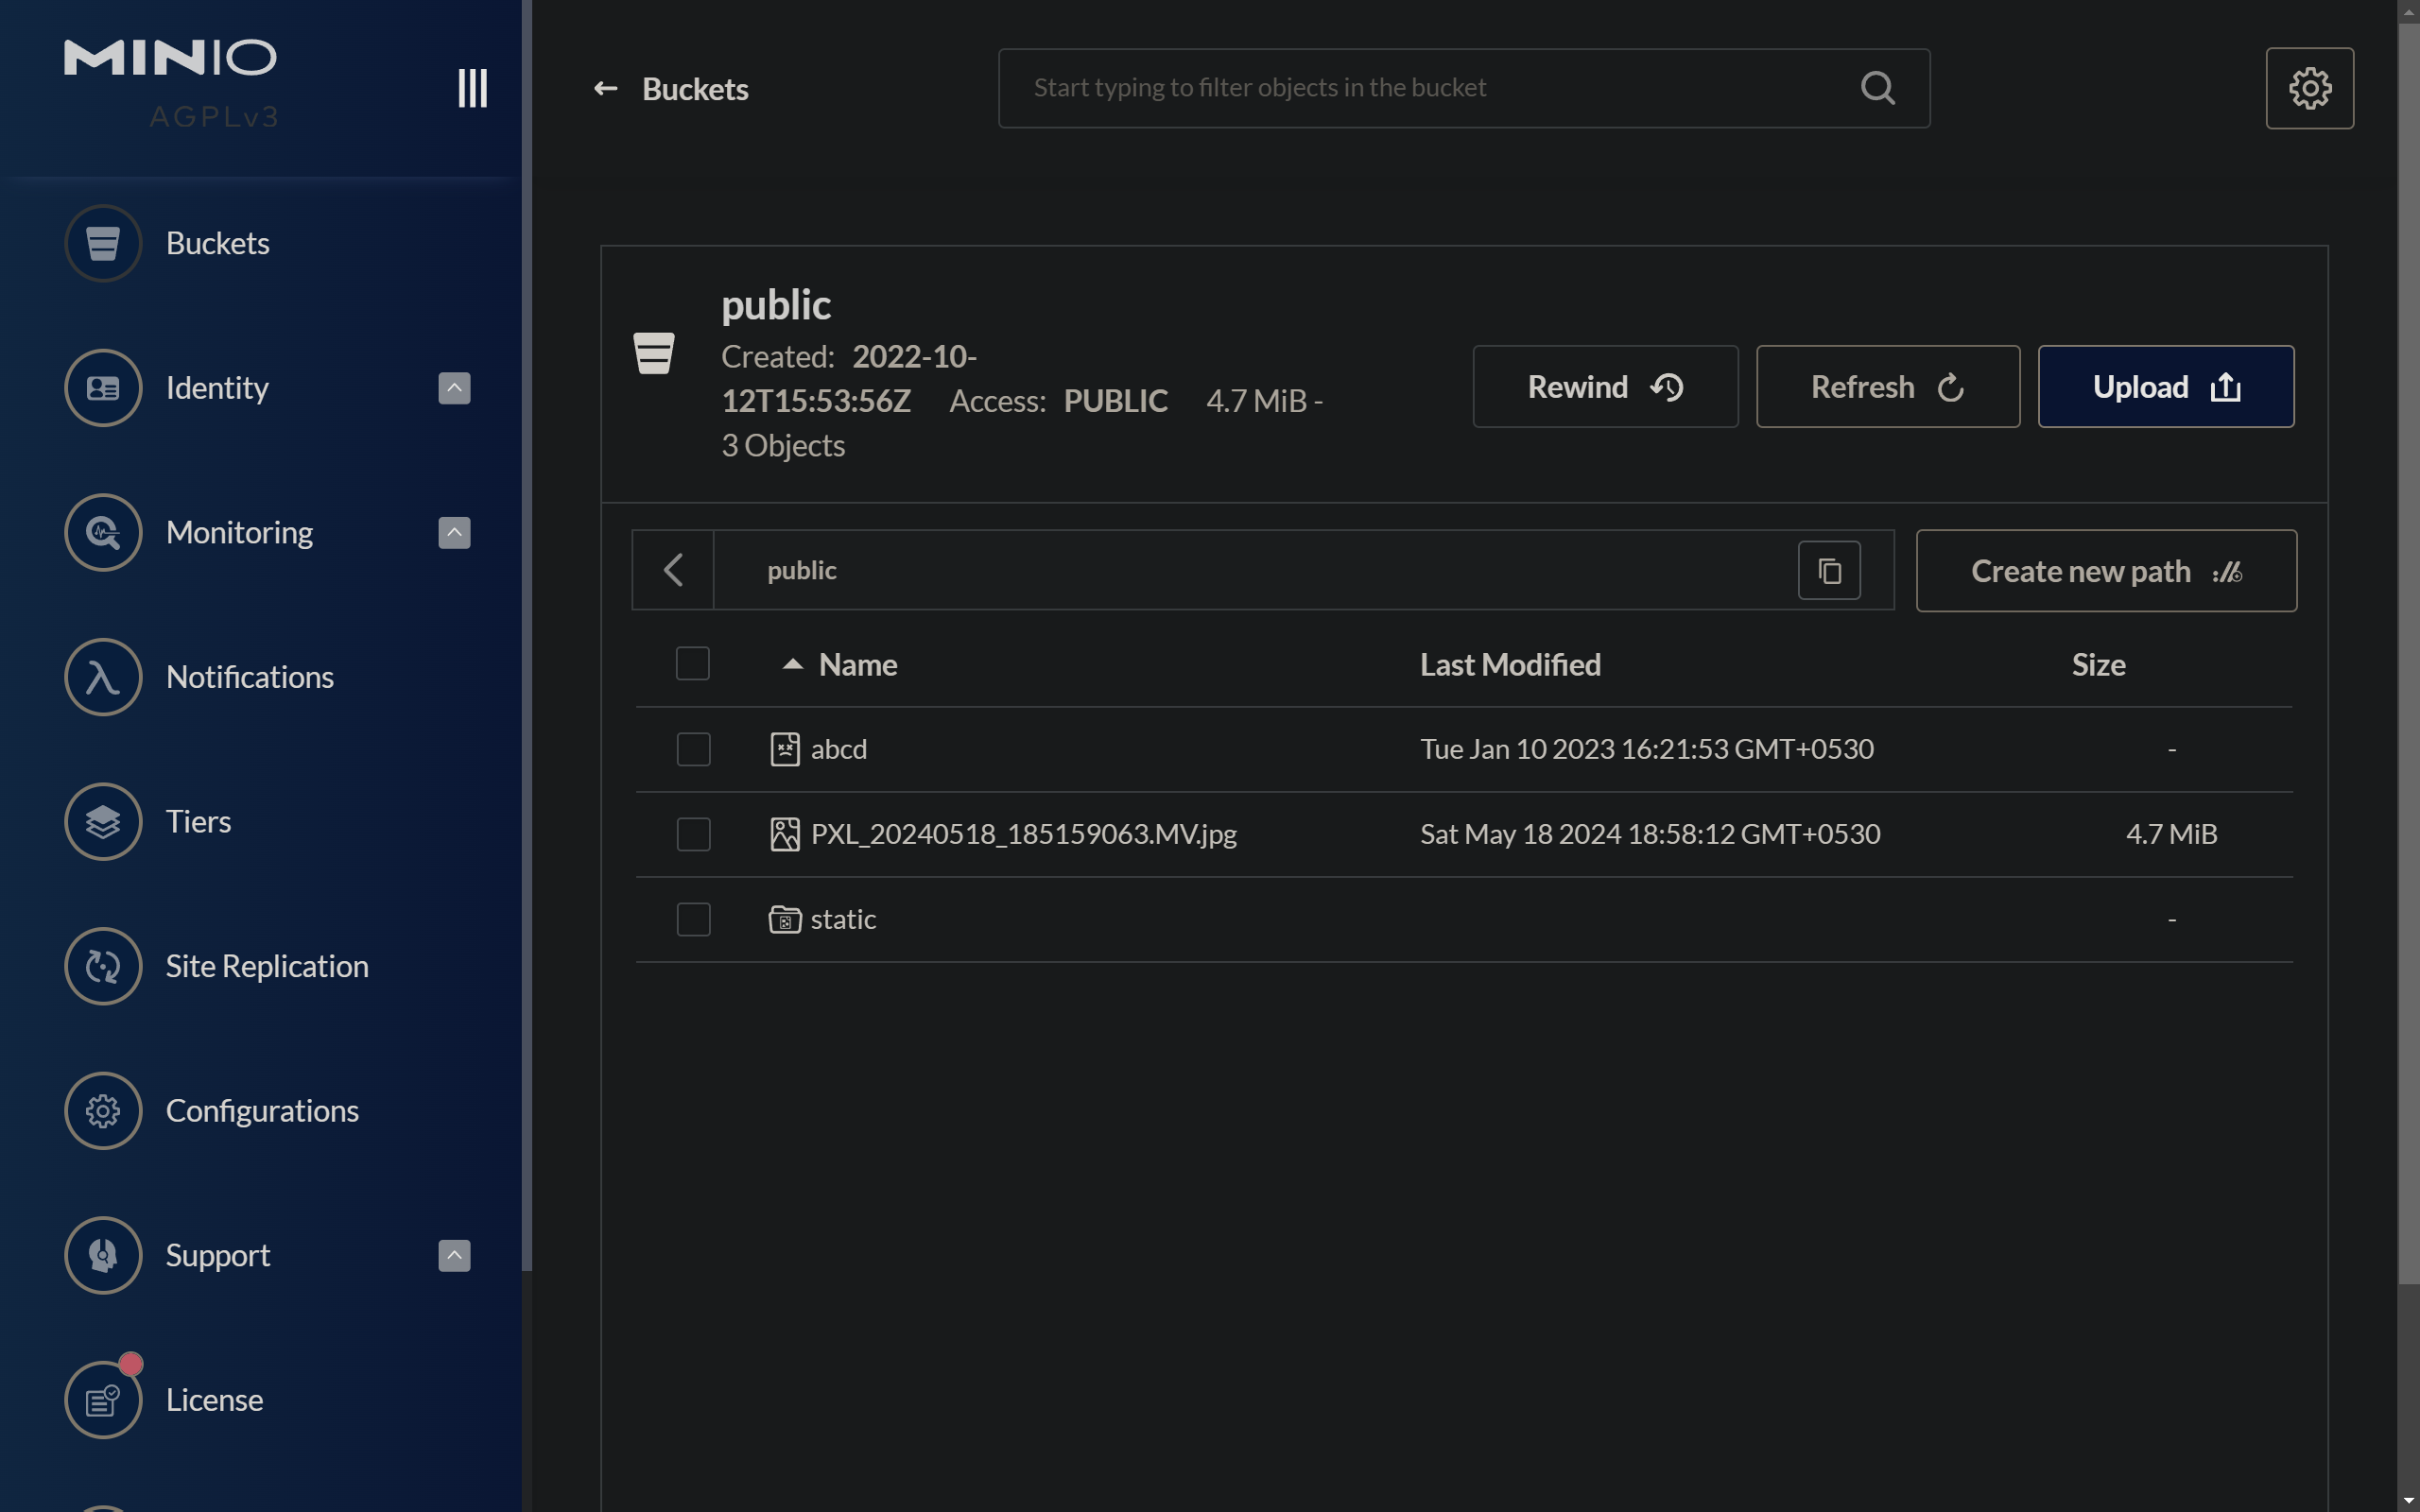 MINIO
AGPLv3
Buckets
Identity
Monitoring
Notifications
Tiers
Site Replication
Configurations
Support
License
Buckets
Start typing to filter objects in the bucket
public
Created: 2022-10-
12T15:53:56Z Access: PUBLIC 4.7 MiB -
3 Objects
Rewind
Refresh
Upload
public
Create new path
Name Last Modified Size
abcd Tue Jan 10 2023 16:21:53 GMT+0530 -
PXL_20240518_185159063.MV.jpg Sat May 18 2024 18:58:12 GMT+0530 4.7 MiB
static -